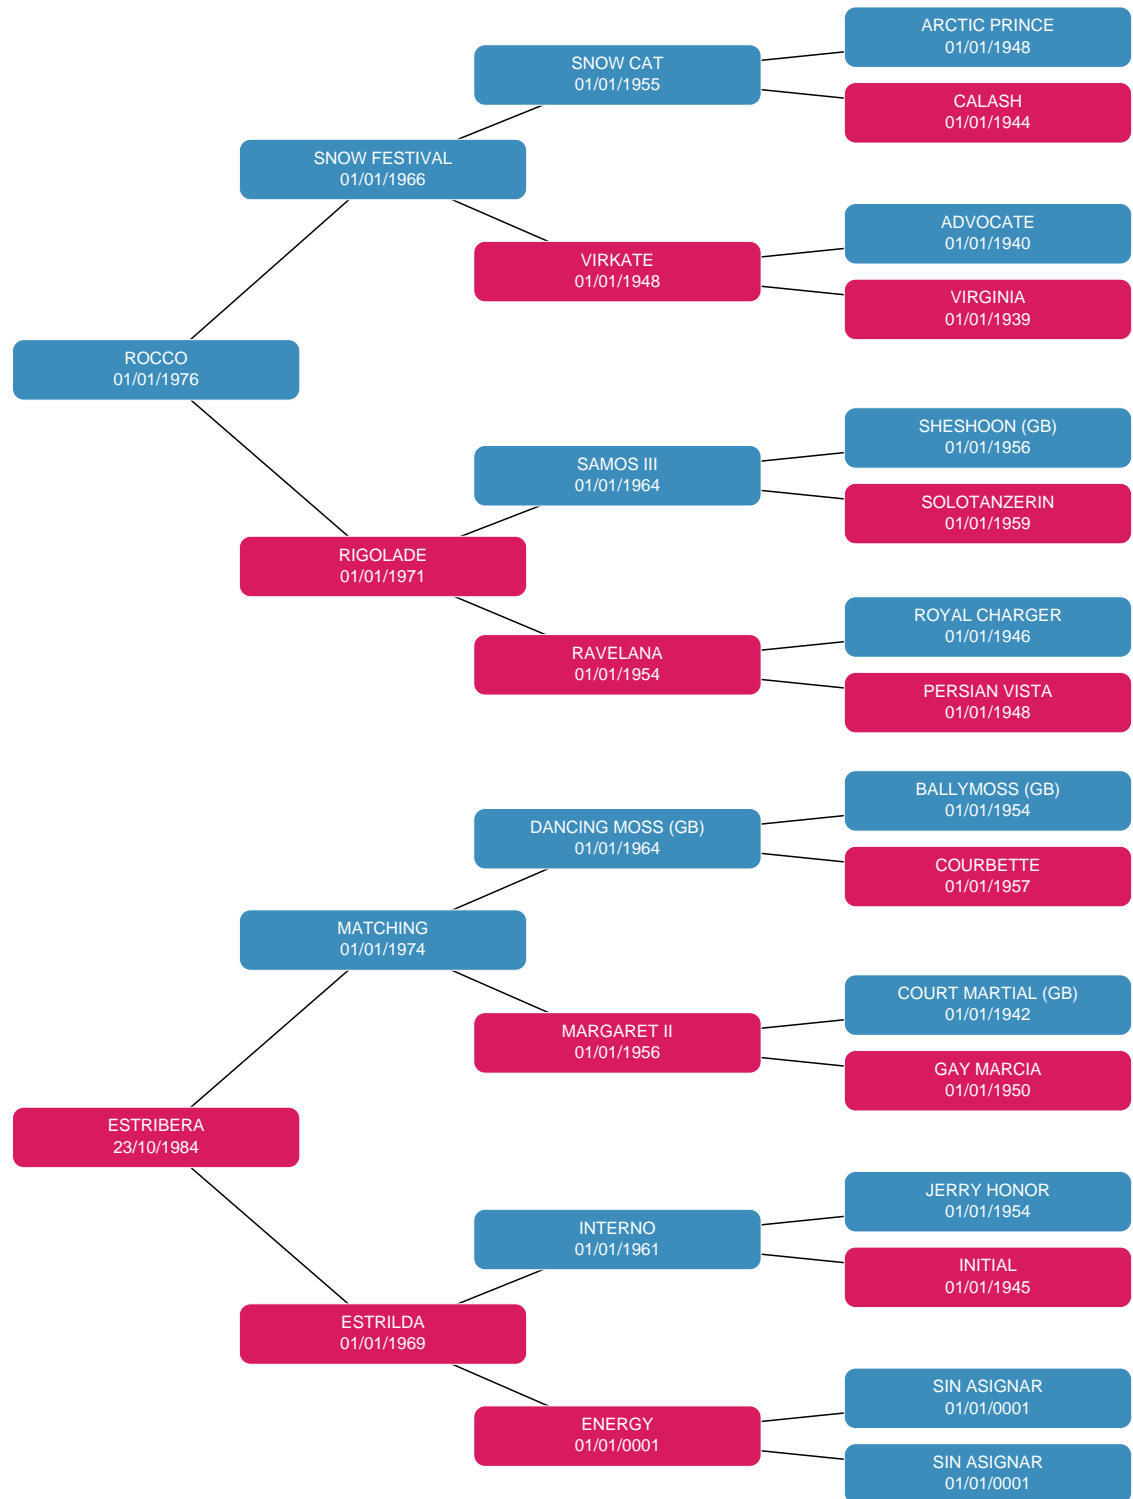 ARCTIC PRINCE
01/01/1948
SNOW CAT
01/01/1955
CALASH
01/01/1944
SNOW FESTIVAL
01/01/1966
ADVOCATE
01/01/1940
VIRKATE
01/01/1948
VIRGINIA
01/01/1939
ROCCO
01/01/1976
SHESHOON (GB)
01/01/1956
SAMOS III
01/01/1964
SOLOTANZERIN
01/01/1959
RIGOLADE
01/01/1971
ROYAL CHARGER
01/01/1946
RAVELANA
01/01/1954
PERSIAN VISTA
01/01/1948
BALLYMOSS (GB)
01/01/1954
DANCING MOSS (GB)
01/01/1964
COURBETTE
01/01/1957
MATCHING
01/01/1974
COURT MARTIAL (GB)
01/01/1942
MARGARET II
01/01/1956
GAY MARCIA
01/01/1950
ESTRIBERA
23/10/1984
JERRY HONOR
01/01/1954
INTERNO
01/01/1961
INITIAL
01/01/1945
ESTRILDA
01/01/1969
SIN ASIGNAR
01/01/0001
ENERGY
01/01/0001
SIN ASIGNAR
01/01/0001